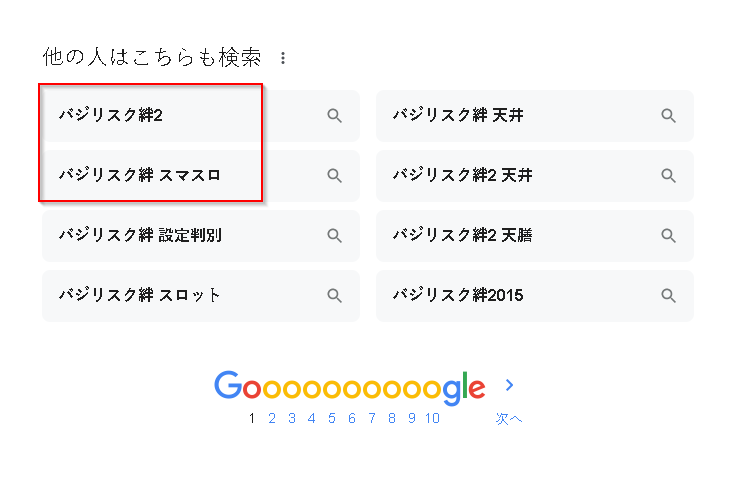 他の人はこちらも検索
バジリスク絆2
バジリスク絆 天井
バジリスク絆 スマスロ
バジリスク絆2 天井
バジリスク絆 設定判別
バジリスク絆2 天膳
バジリスク絆 スロット
バジリスク絆2015
Goooooooooogle
1 2 3 4 5 6 7 8 9 10 次へ